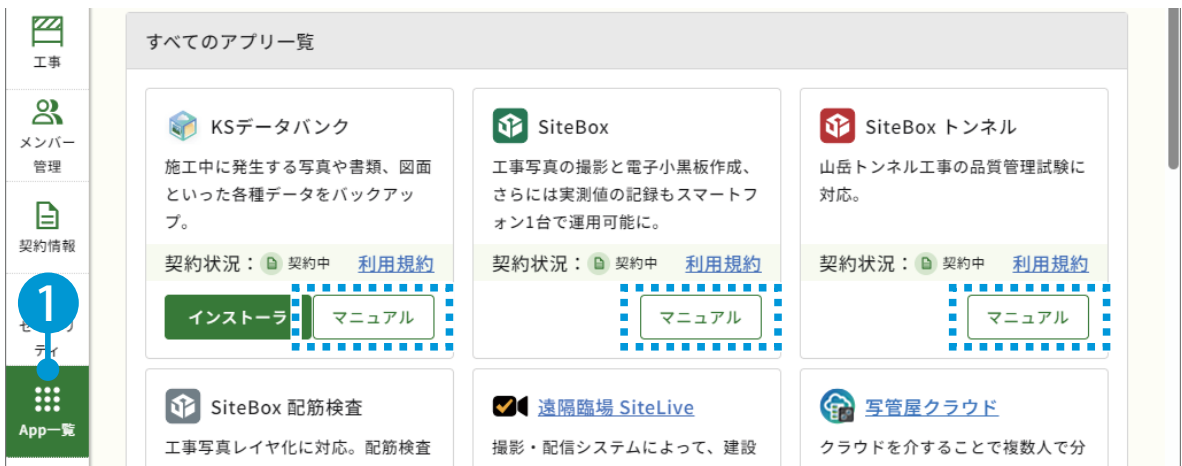 工事
メンバー
管理
契約情報
1
ティ
App一覧
すべてのアプリ一覧
KSデータバンク
施工中に発生する写真や書類、図面
といった各種データをバックアッ
プ。
契約状況： 契約中 利用規約
インストーラ マニュアル
SiteBox
工事写真の撮影と電子小黒板作成、
さらには実測値の記録もスマートフ
ォン1台で運用可能に。
契約状況： 契約中 利用規約
マニュアル
SiteBox トンネル
山岳トンネル工事の品質管理試験に
対応。
契約状況： 契約中 利用規約
マニュアル
SiteBox 配筋検査
工事写真レイヤ化に対応。配筋検査
遠隔臨場 SiteLive
撮影・配信システムによって、建設
写管屋クラウド
クラウドを介することで複数人で分